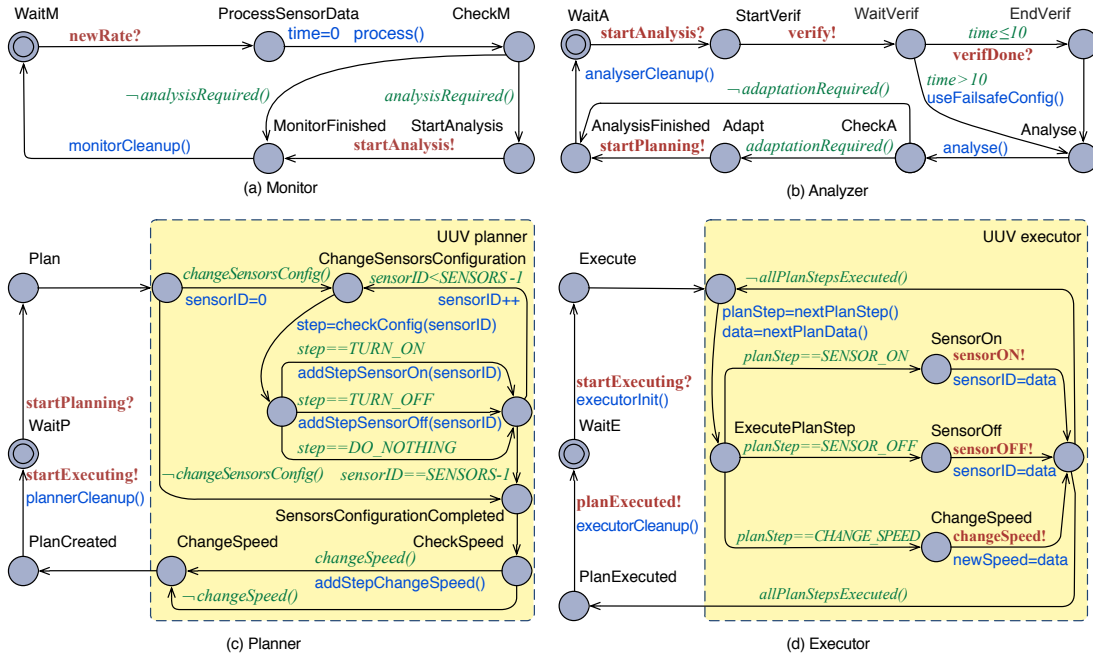 WaitM
ProcessSensorData
CheckM
newRate?
time=0 process()
¬analysisRequired()
analysisRequired()
MonitorFinished
StartAnalysis
monitorCleanup()
startAnalysis!
(a) Monitor
WaitA
StartVerif
WaitVerif
EndVerif
startAnalysis?
verify!
time≤10
verifDone?
analyserCleanup()
time>10
useFailsafeConfig()
¬adaptationRequired()
AnalysisFinished
Adapt
CheckA
Analyse
startPlanning!
adaptationRequired()
analyse()
(b) Analyzer
UUV planner
Plan
ChangeSensorsConfiguration
changeSensorsConfig()
sensorID<SENSORS-1
sensorID=0
sensorID++
step=checkConfig(sensorID)
step==TURN_ON
addStepSensorOn(sensorID)
startPlanning?
step==TURN_OFF
WaitP
addStepSensorOff(sensorID)
step==DO_NOTHING
startExecuting!
¬changeSensorsConfig()
sensorID==SENSORS-1
plannerCleanup()
SensorsConfigurationCompleted
PlanCreated
ChangeSpeed
CheckSpeed
changeSpeed()
addStepChangeSpeed()
¬changeSpeed()
(c) Planner
UUV executor
Execute
¬allPlanStepsExecuted()
planStep=nextPlanStep()
data=nextPlanData()
SensorOn
planStep==SENSOR_ON
sensorON!
startExecuting?
sensorID=data
executorInit()
WaitE
ExecutePlanStep
SensorOff
planStep==SENSOR_OFF
sensorOFF!
sensorID=data
planExecuted!
executorCleanup()
ChangeSpeed
planStep==CHANGE_SPEED
changeSpeed!
newSpeed=data
PlanExecuted
allPlanStepsExecuted()
(d) Executor